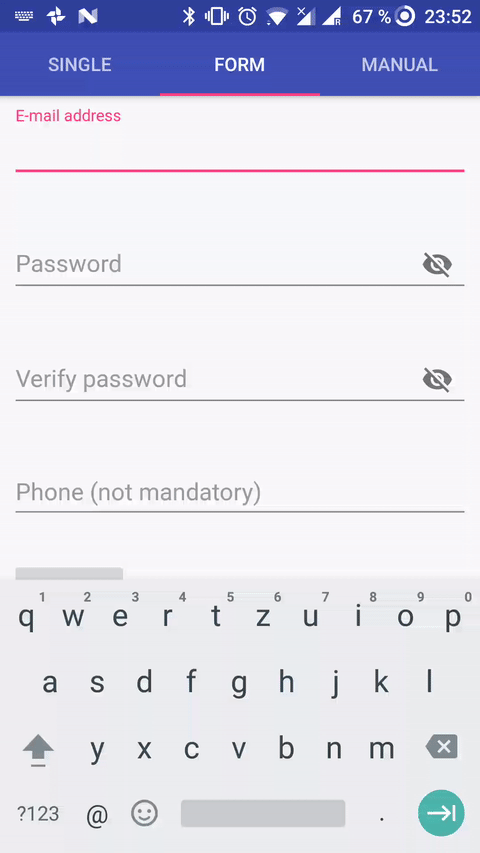 67 % 23:52
SINGLE FORM MANUAL
E-mail address
Password
Verify password
Phone (not mandatory)
1 2 3 4 5 6 7 8 9 0
q w e r t z u i o p
a s d f g h j k l
y x c v b n m
?123 @ .